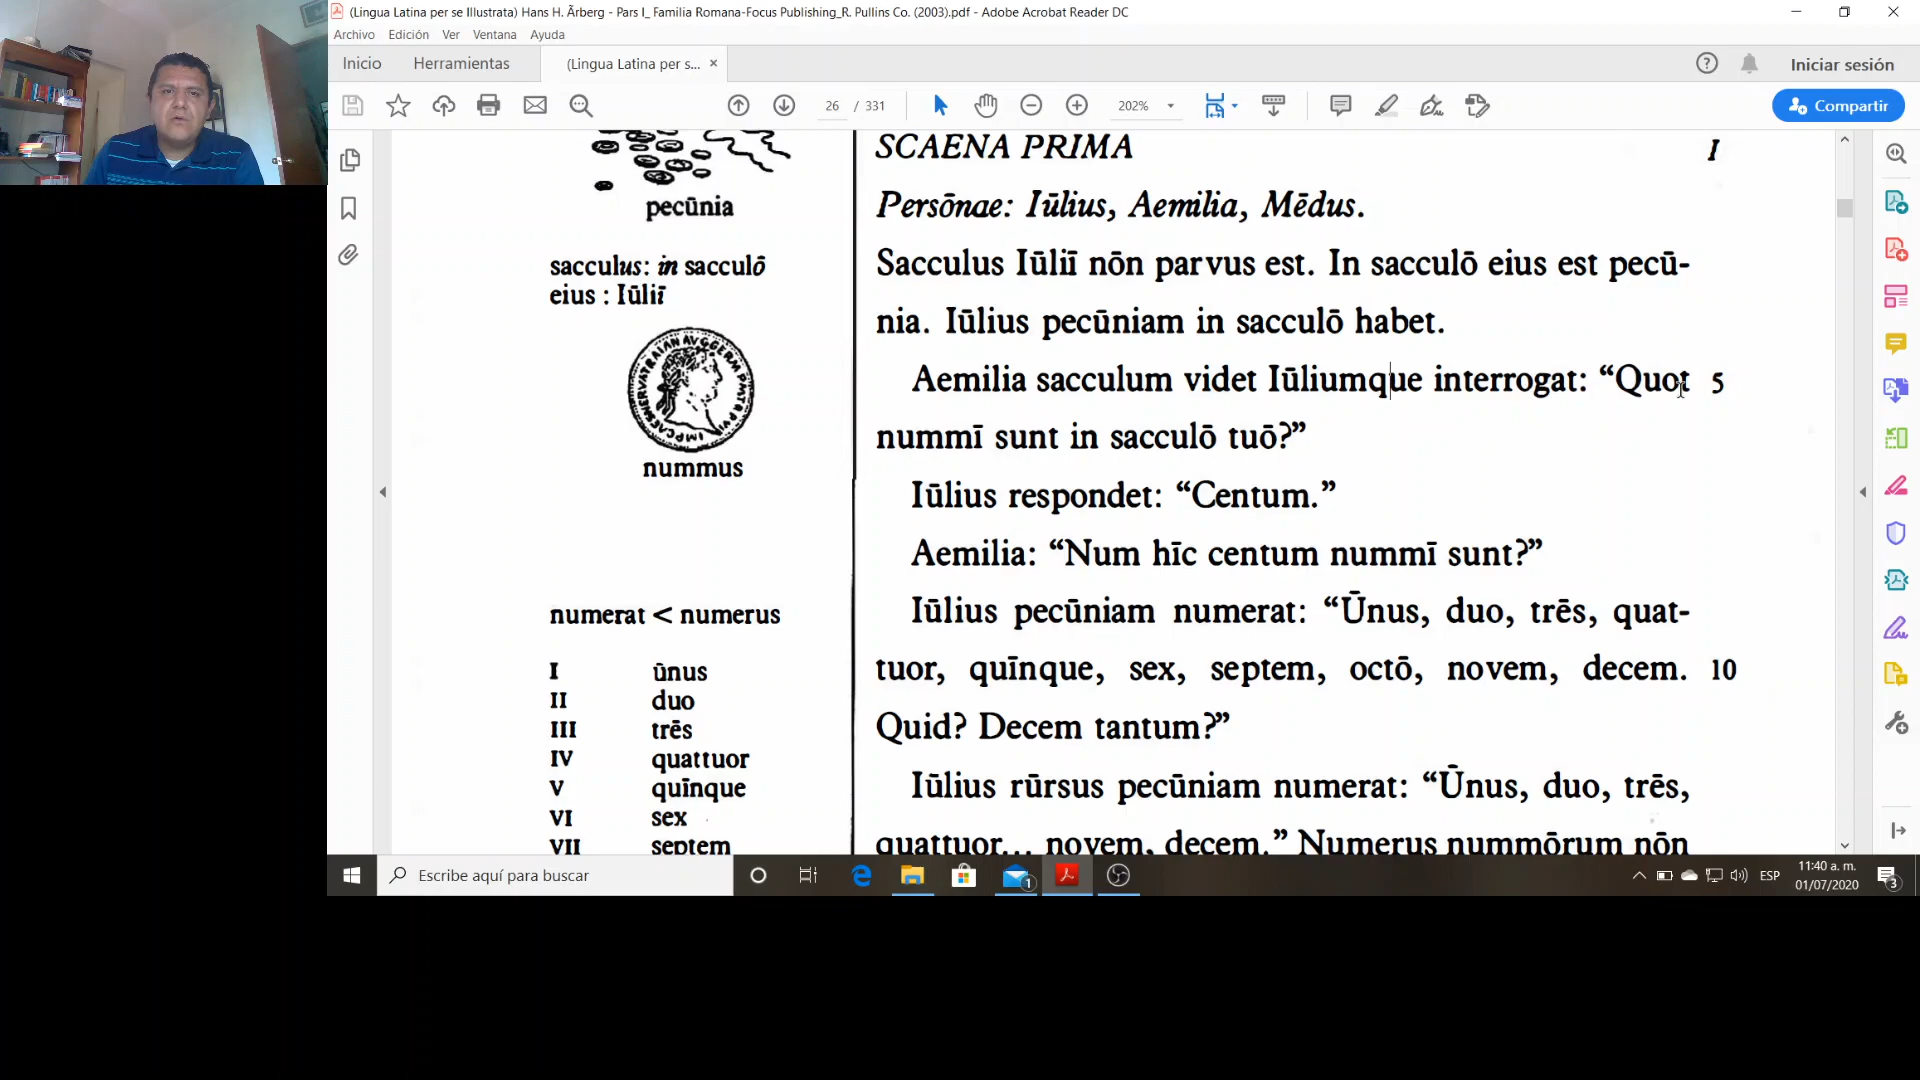 (Lingua Latina per se Illustrata) Hans H. Ãrberg - Pars I_ Familia Romana-Focus Publishing_R. Pullins Co. (2003).pdf - Adobe Acrobat Reader DC
Archivo Edición Ver Ventana Ayuda
Inicio Herramientas (Lingua Latina per s... ×
26 / 331 202%
Iniciar sesión
Compartir
pecūnia
sacculus: in sacculō
eius : Iūliī
nummus
numerat < numerus
I ūnus
II duo
III trēs
IV quattuor
V quīnque
VI sex
VII septem
SCAENA PRIMA I
Persōnae: Iūlius, Aemilia, Mēdus.
Sacculus Iūliī nōn parvus est. In sacculō eius est pecū-
nia. Iūlius pecūniam in sacculō habet.
Aemilia sacculum videt Iūliumque interrogat: “Quot 5
nummī sunt in sacculō tuō?”
Iūlius respondet: “Centum.”
Aemilia: “Num hīc centum nummī sunt?”
Iūlius pecūniam numerat: “Ūnus, duo, trēs, quat-
tuor, quīnque, sex, septem, octō, novem, decem. 10
Quid? Decem tantum?”
Iūlius rūrsus pecūniam numerat: “Ūnus, duo, trēs,
quattuor... novem, decem.” Numerus nummōrum nōn
Escribe aquí para buscar
1
ESP
11:40 a. m.
01/07/2020
3